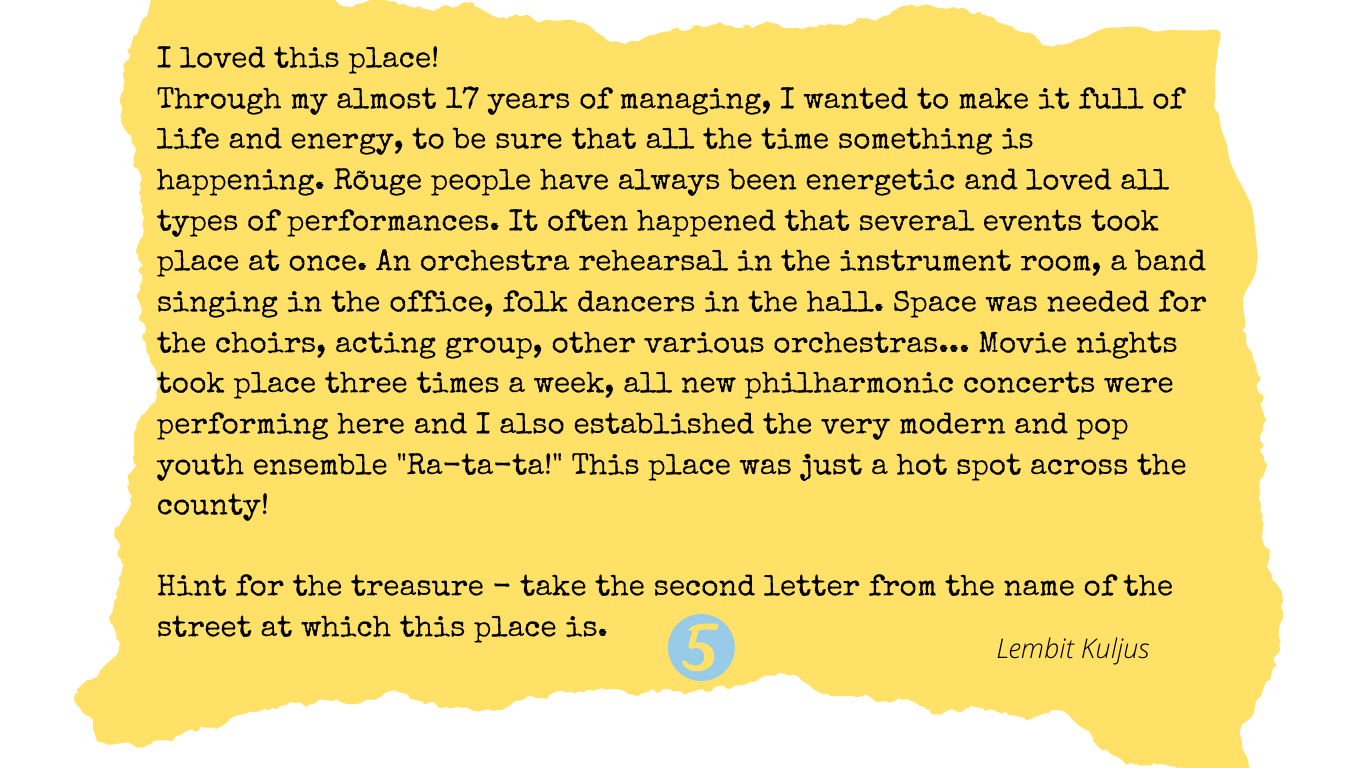 I loved this place!
Through my almost 17 years of managing, I wanted to make it full of
life and energy, to be sure that all the time something is
happening. Rõuge people have always been energetic and loved all
types of performances. It often happened that several events took
place at once. An orchestra rehearsal in the instrument room, a band
singing in the office, folk dancers in the hall. Space was needed for
the choirs, acting group, other various orchestras... Movie nights
took place three times a week, all new philharmonic concerts were
performing here and I also established the very modern and pop
youth ensemble "Ra-ta-ta!" This place was just a hot spot across the
county!
Hint for the treasure - take the second letter from the name of the
street at which this place is.
5
Lembit Kuljus